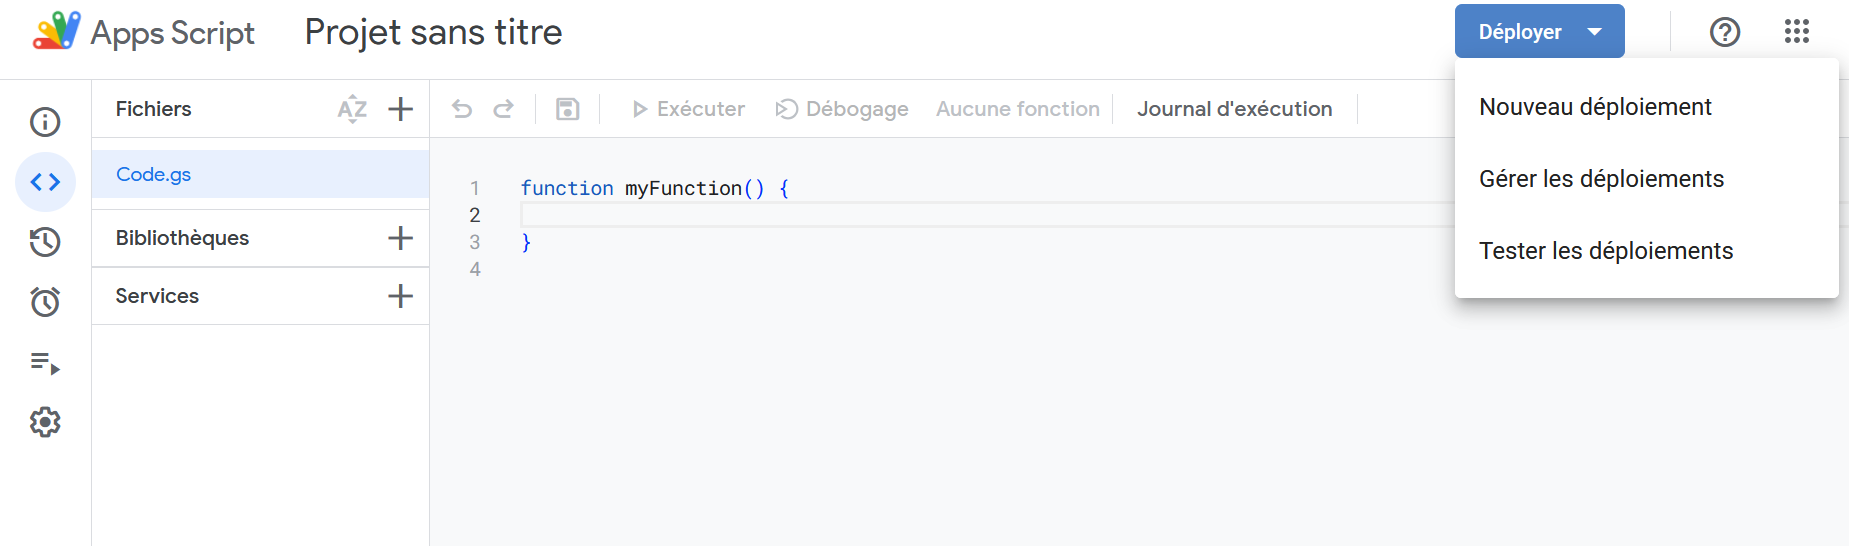 Apps Script
Projet sans titre
Déployer
Fichiers
AZ
Exécuter
Débogage
Aucune fonction
Journal d'exécution
Nouveau déploiement
Gérer les déploiements
Tester les déploiements
Code.gs
Bibliothèques
Services
1 function myFunction() {
2
3 }
4